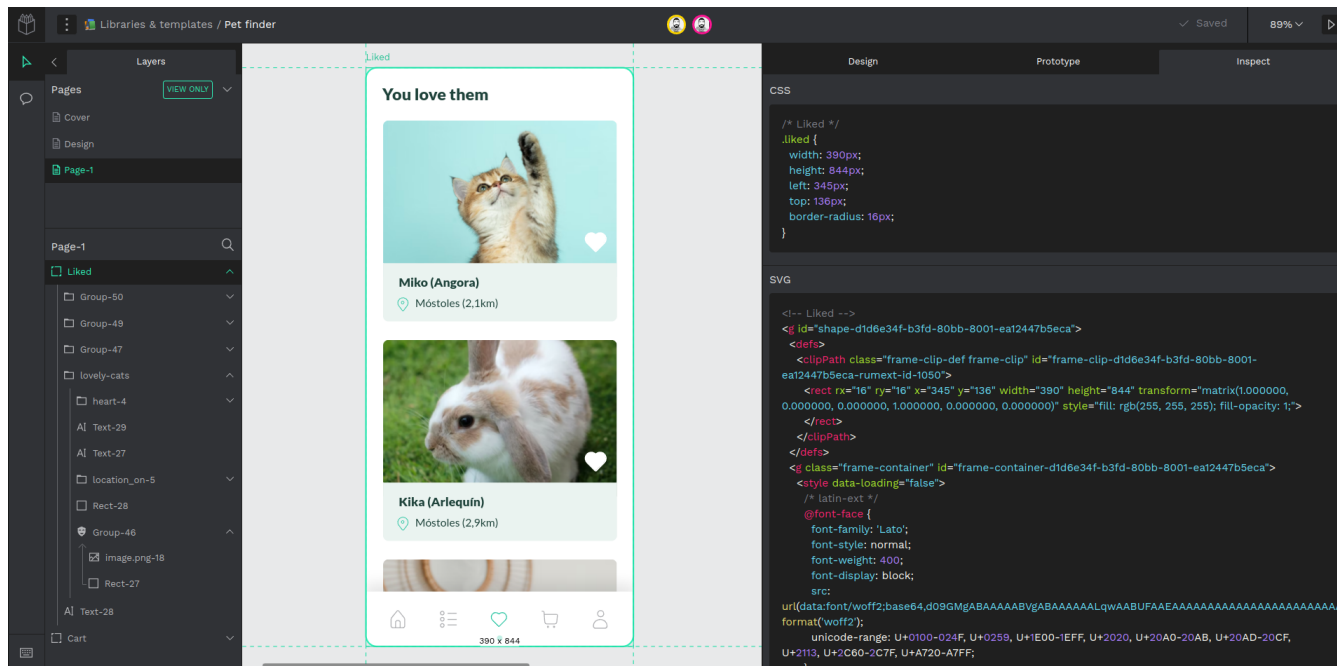 Libraries & templates / Pet finder
Saved
89%
Layers
Pages
VIEW ONLY
Cover
Design
Page-1
Page-1
Liked
Group-50
Group-49
Group-47
lovely-cats
heart-4
Text-29
Text-27
location_on-5
Rect-28
Group-46
image.png-18
Rect-27
Text-28
Cart
Liked
You love them
Miko (Angora)
Móstoles (2,1km)
Kika (Arlequín)
Móstoles (2,9km)
390 x 844
Design
Prototype
Inspect
CSS
/* Liked */
.liked {
width: 390px;
height: 844px;
left: 345px;
top: 136px;
border-radius: 16px;
}
SVG
<!-- Liked -->
<g id="shape-d1d6e34f-b3fd-80bb-8001-ea12447b5eca">
<defs>
<clipPath class="frame-clip-def frame-clip" id="frame-clip-d1d6e34f-b3fd-80bb-8001-
ea12447b5eca-rumext-id-1050">
<rect rx="16" ry="16" x="345" y="136" width="390" height="844" transform="matrix(1.000000,
0.000000, 0.000000, 1.000000, 0.000000, 0.000000)" style="fill: rgb(255, 255, 255); fill-opacity: 1;">
</rect>
</clipPath>
</defs>
<g class="frame-container" id="frame-container-d1d6e34f-b3fd-80bb-8001-ea12447b5eca">
<style data-loading="false">
/* latin-ext */
@font-face {
font-family: 'Lato';
font-style: normal;
font-weight: 400;
font-display: block;
src:
format('woff2');
unicode-range: U+0100-024F, U+0259, U+1E00-1EFF, U+2020, U+20A0-20AB, U+20AD-20CF,
U+2113, U+2C60-2C7F, U+A720-A7FF;